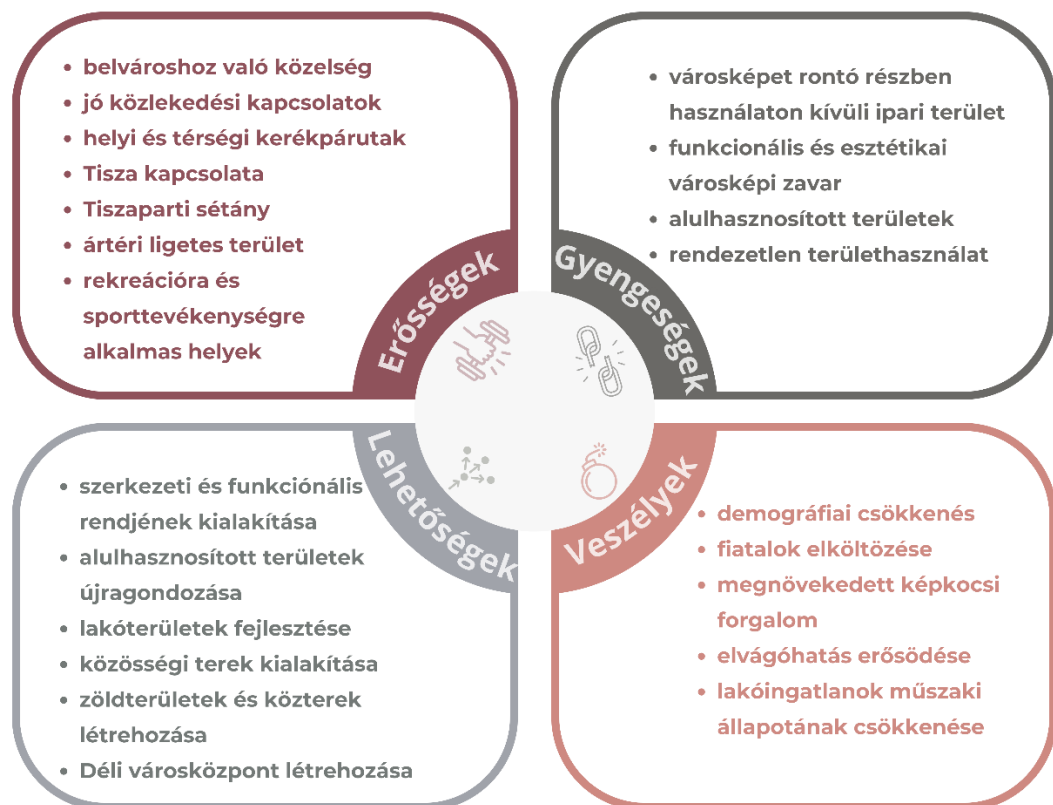 • belvároshoz való közelség
• jó közlekedési kapcsolatok
• helyi és térségi kerékpárutak
• Tisza kapcsolata
• Tiszaparti sétány
• ártéri ligetes terület
• rekreációra és
sporttevékenységre
alkalmas helyek
Erősségek
• városképet rontó részben
használaton kívüli ipari terület
• funkcionális és esztétikai
városképi zavar
• alulhasznosított területek
• rendezetlen területhasználat
Gyengeségek
• szerkezeti és funkciónális
rendjének kialakítása
• alulhasznosított területek
újragondozása
• lakóterületek fejlesztése
• közösségi terek kialakítása
• zöldterületek és közterek
létrehozása
• Déli városközpont létrehozása
Lehetőségek
• demográfiai csökkenés
• fiatalok elköltözése
• megnövekedett képkocsi
forgalom
• elvágóhatás erősödése
• lakóingatlanok műszaki
állapotának csökkenése
Veszélyek